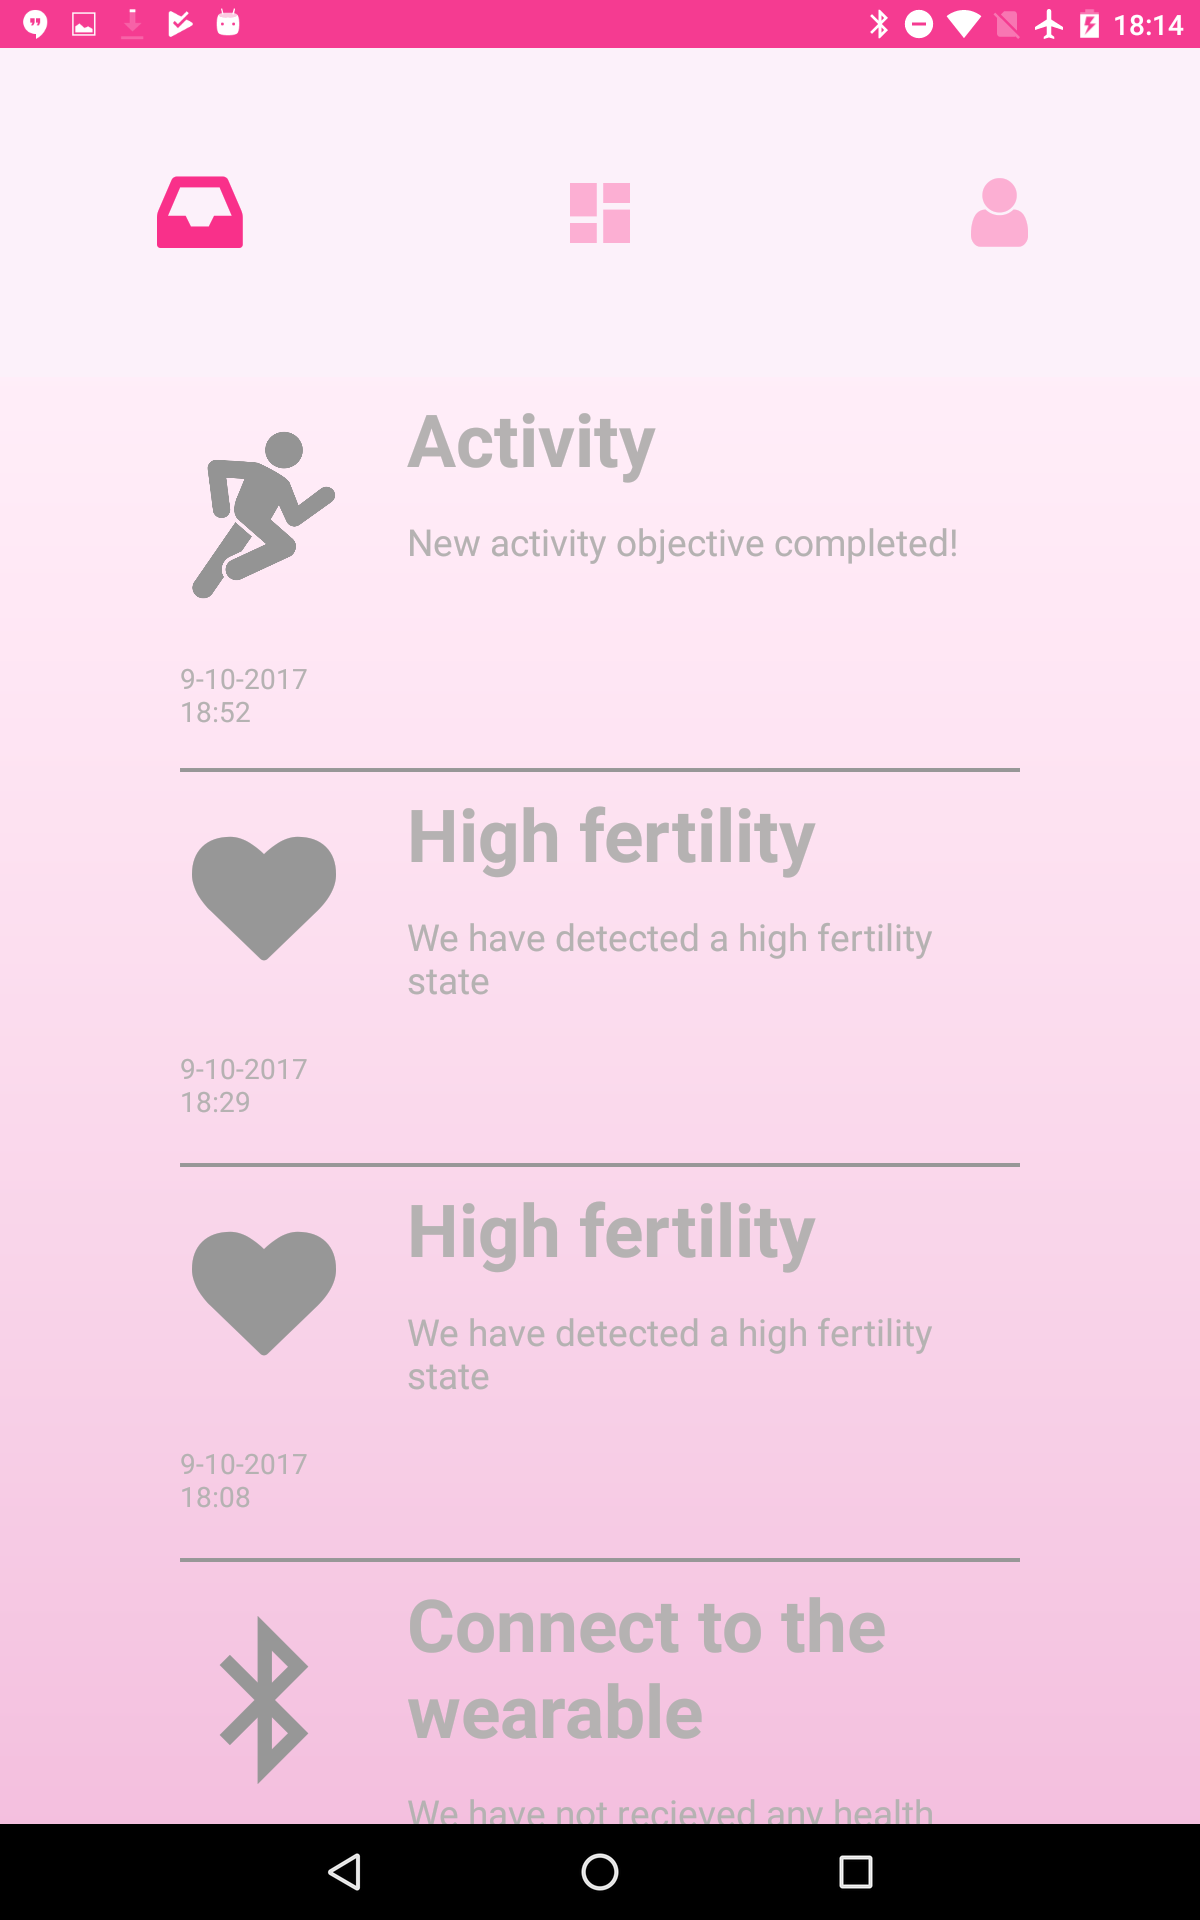 18:14
Activity
New activity objective completed!
9-10-2017
18:52
High fertility
We have detected a high fertility
state
9-10-2017
18:29
High fertility
We have detected a high fertility
state
9-10-2017
18:08
Connect to the
wearable
We have not recieved any health